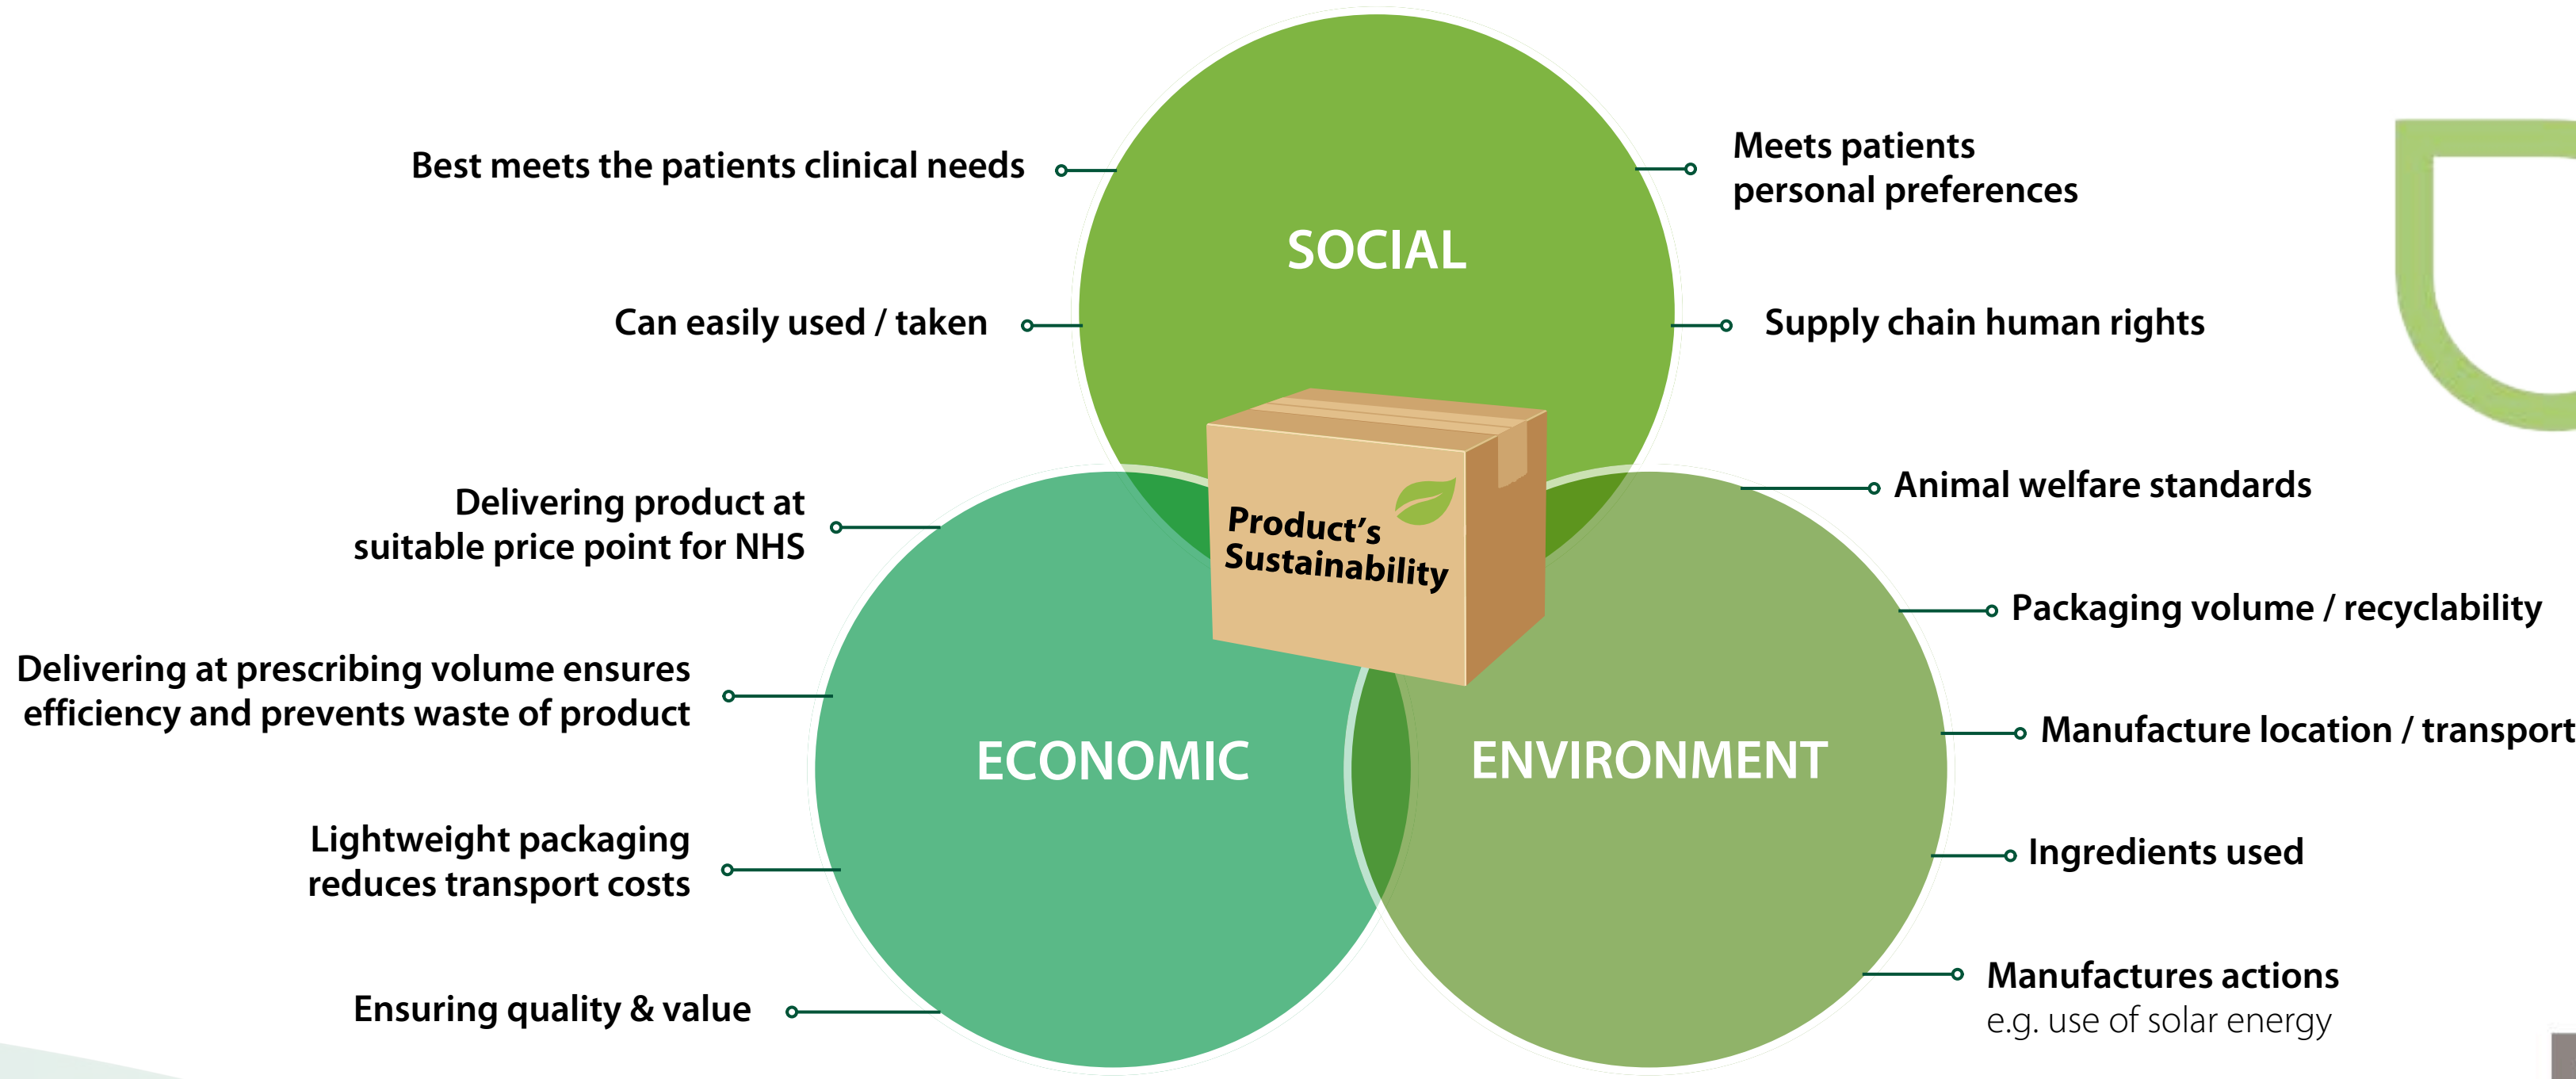 Best meets the patients clinical needs
Meets patients
personal preferences
SOCIAL
Can easily used / taken
Supply chain human rights
Product's
Sustainability
Delivering product at
suitable price point for NHS
Delivering at prescribing volume ensures
efficiency and prevents waste of product
Lightweight packaging
reduces transport costs
Ensuring quality & value
ECONOMIC
ENVIRONMENT
Animal welfare standards
Packaging volume / recyclability
Manufacture location / transport
Ingredients used
Manufactures actions
e.g. use of solar energy